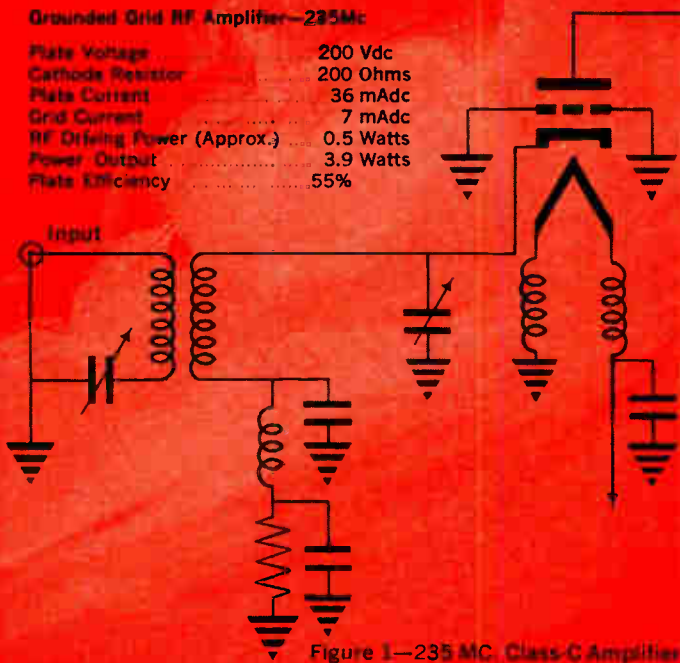 Grounded Grid RF Amplifier—235Mc
Plate Voltage 200 Vdc
Cathode Resistor ........ 200 Ohms
Plate Current ........ 36 mAdc
Grid Current ........ 7 mAdc
RF Driving Power (Approx.) .. 0.5 Watts
Power Output ........ 3.9 Watts
Plate Efficiency ........ 55%
Input
Figure 1—235 MC. Class-C Amplifier